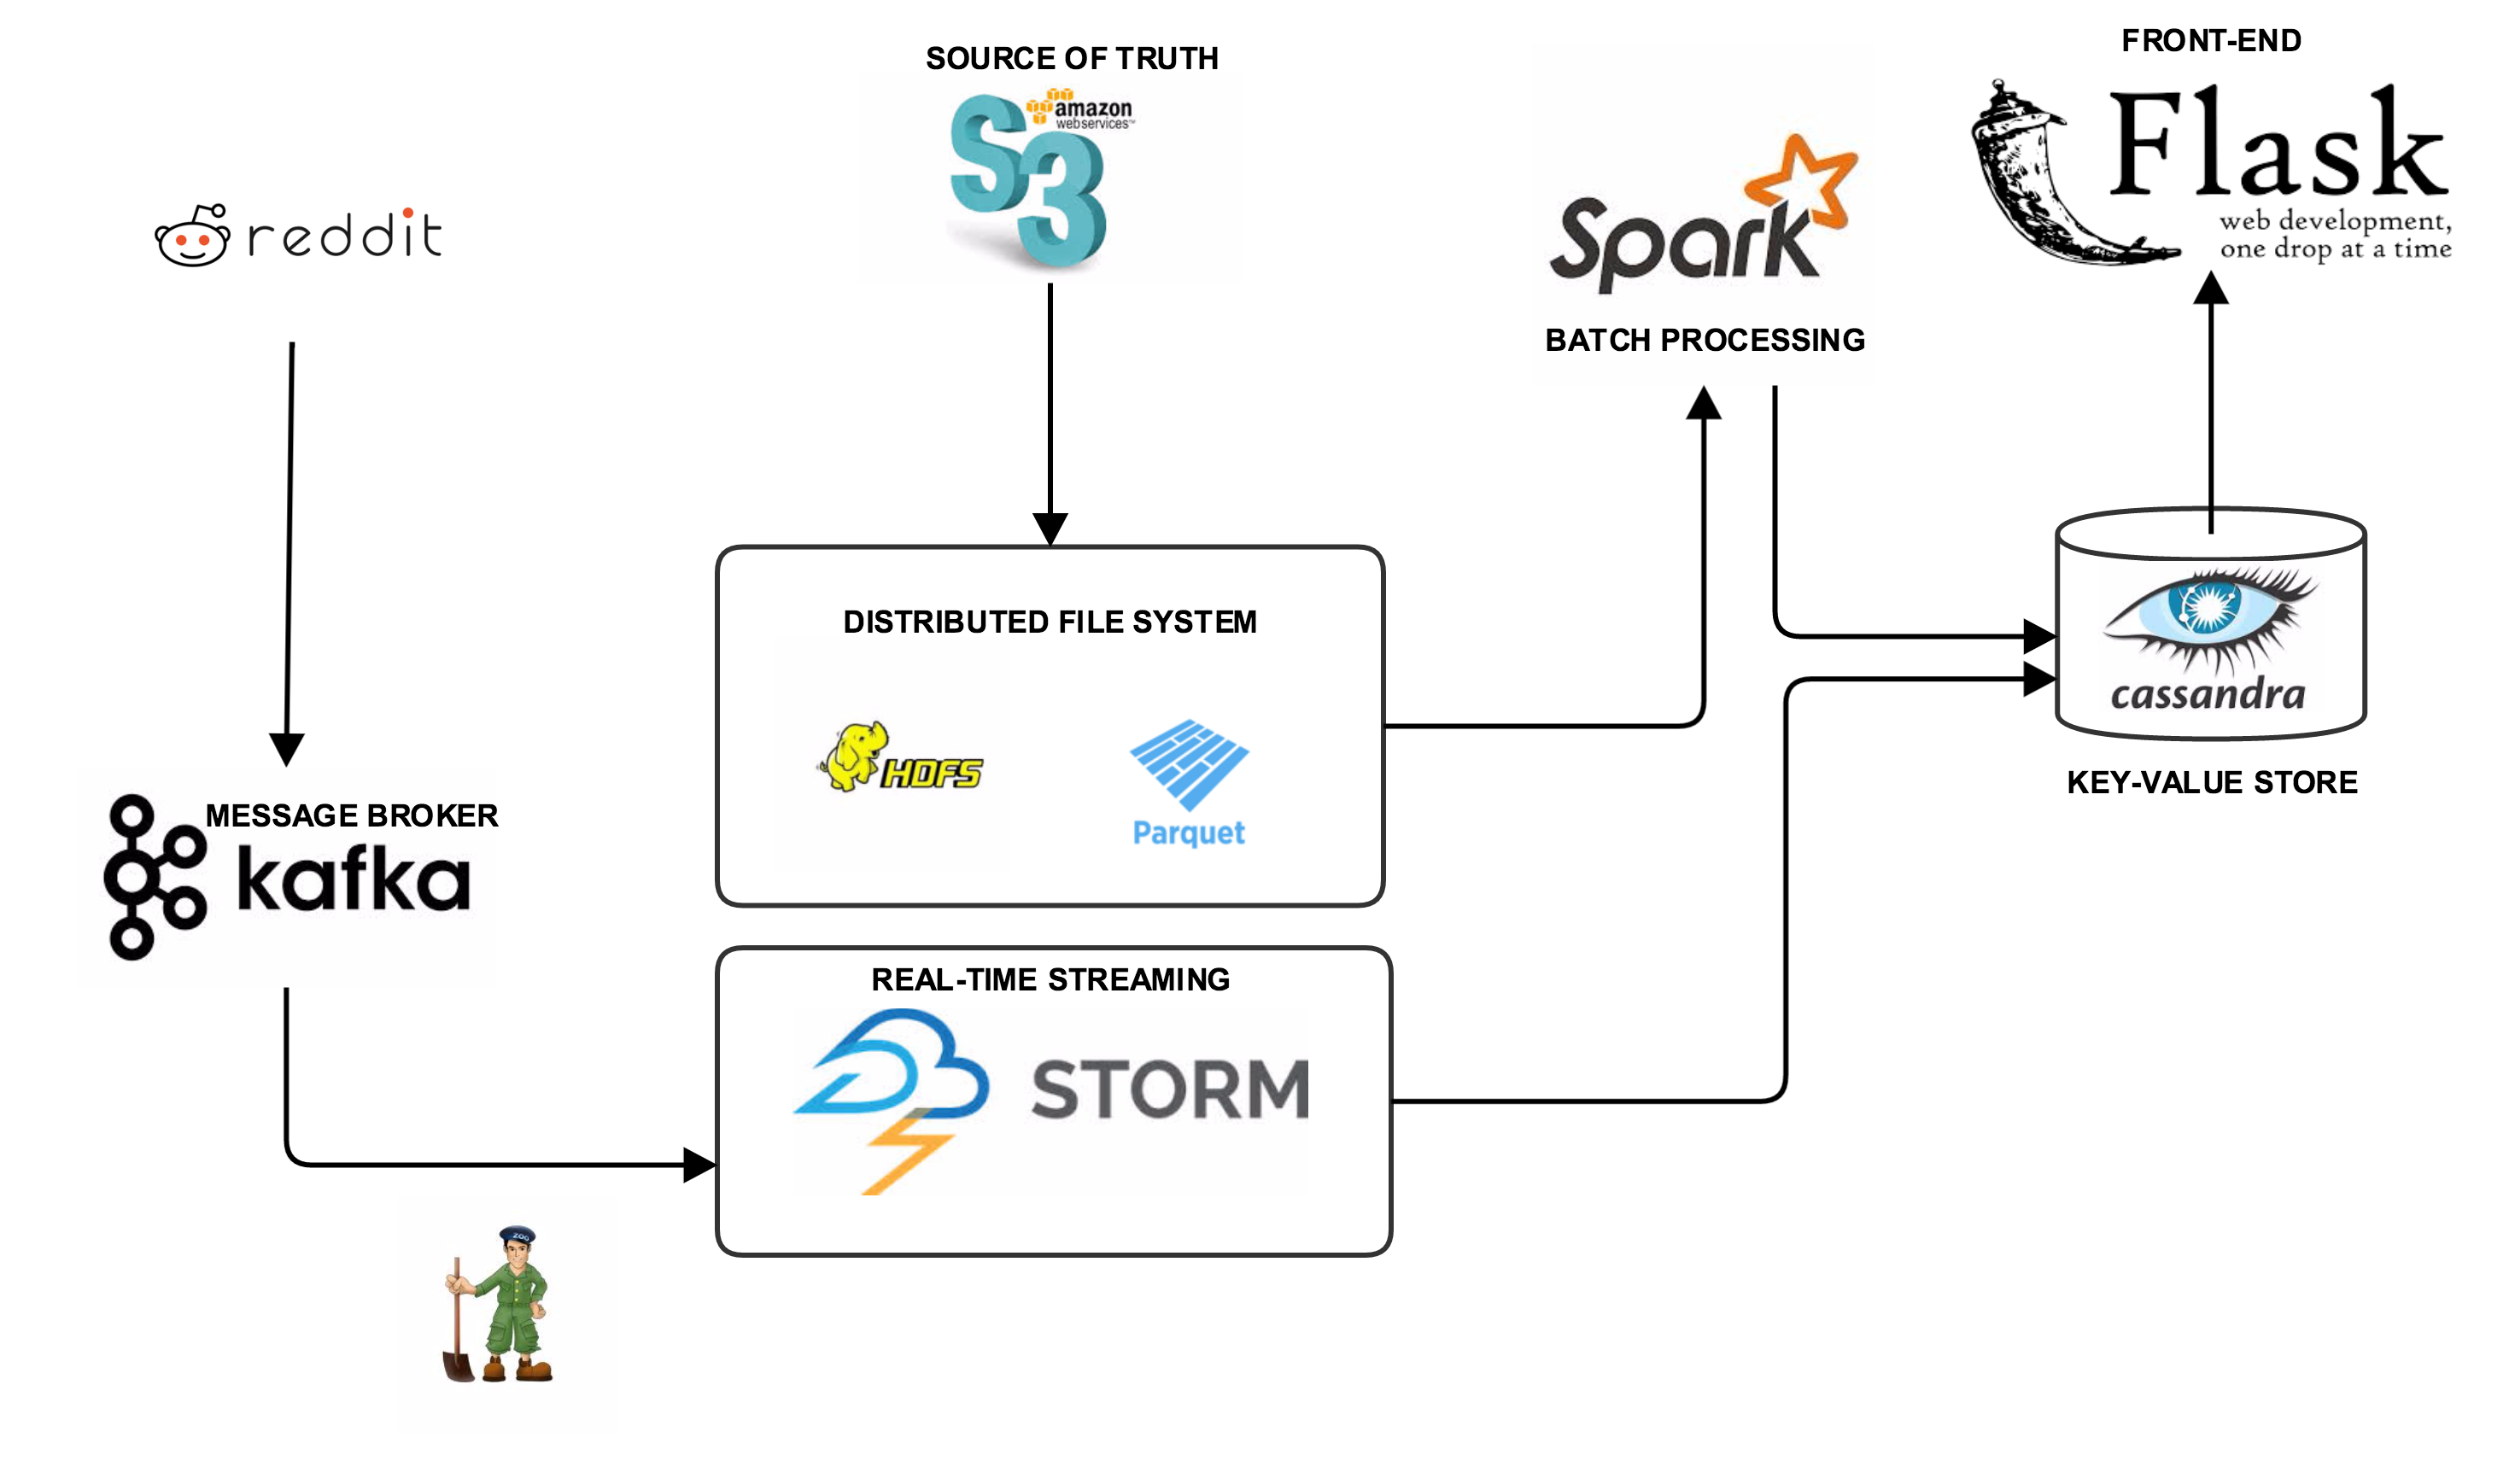 SOURCE OF TRUTH
amazon
webservices™
S3
reddit
Spark
BATCH PROCESSING
FRONT-END
Flask
web development,
one drop at a time
DISTRIBUTED FILE SYSTEM
HDFS
Parquet
cassandra
KEY-VALUE STORE
MESSAGE BROKER
kafka
REAL-TIME STREAMING
STORM
ZOO